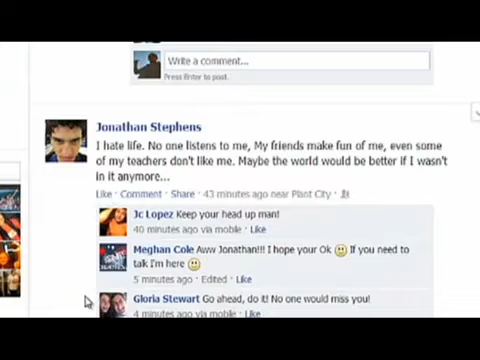 Write a comment...
Press Enter to post.
Jonathan Stephens
I hate life. No one listens to me, My friends make fun of me, even some
of my teachers don't like me. Maybe the world would be better if I wasn't
in it anymore...
Like · Comment · Share · 43 minutes ago near Plant City ·
Jc Lopez Keep your head up man!
40 minutes ago via mobile · Like
Meghan Cole Aww Jonathan!!! I hope your Ok If you need to
talk I'm here
5 minutes ago · Edited · Like
Gloria Stewart Go ahead, do it! No one would miss you!
4 minutes ago via mobile · Like